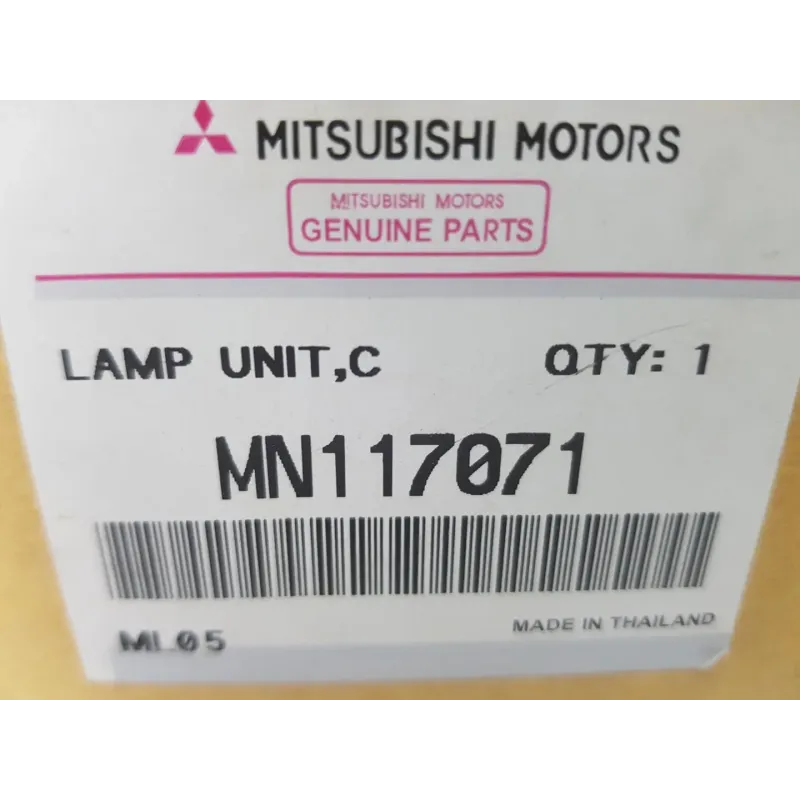 MITSUBISHI MOTORS
MITSUBISHI MOTORS
GENUINE PARTS
LAMP UNIT,C QTY: 1
MN117071
ML05 MADE IN THAILAND